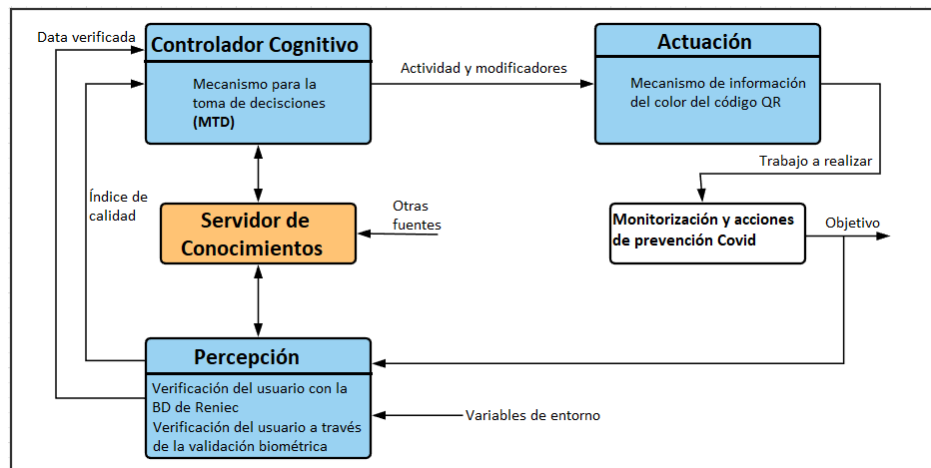 Data verificada
Controlador Cognitivo
Mecanismo para la
toma de decisciones
(MTD)
Actividad y modificadores
Actuación
Mecanismo de información
del color del código QR
Trabajo a realizar
Índice de
calidad
Servidor de
Conocimientos
Otras
fuentes
Monitorización y acciones
de prevención Covid
Objetivo
Percepción
Verificación del usuario con la
BD de Reniec
Verificación del usuario a través
de la validación biométrica
Variables de entorno